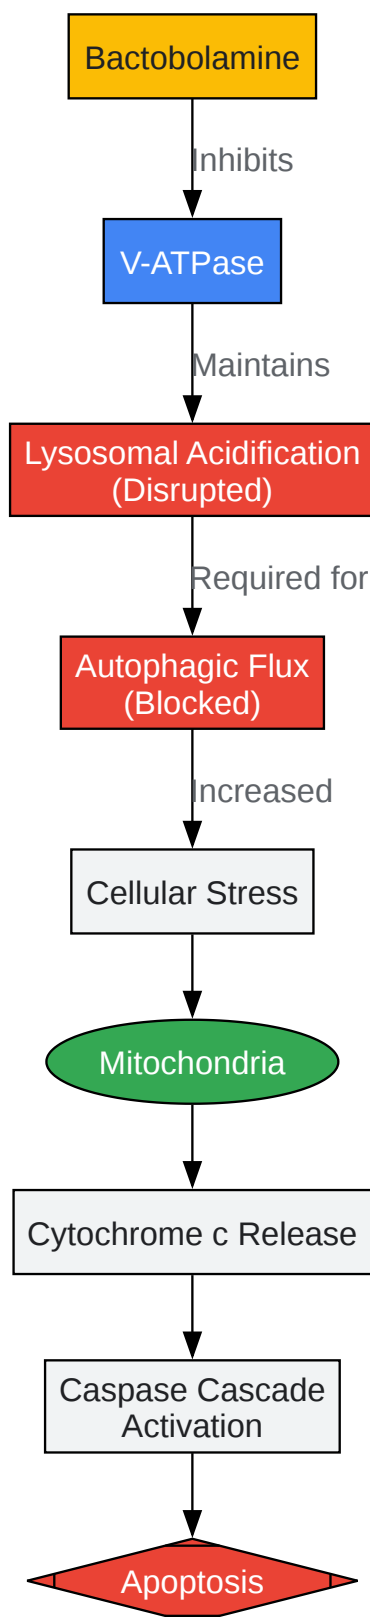 Bactobolamine
Inhibits
V-ATPase
Maintains
Lysosomal Acidification
(Disrupted)
Required for
Autophagic Flux
(Blocked)
Increased
Cellular Stress
Mitochondria
Cytochrome c Release
Caspase Cascade
Activation
Apoptosis